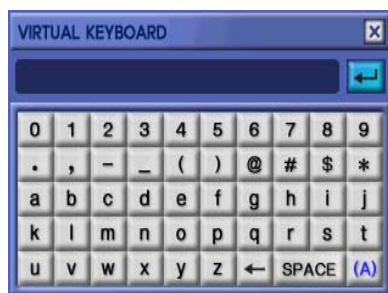 VIRTUAL KEYBOARD X
0 1 2 3 4 5 6 7 8 9
. , - _ ( ) @ # $ *
a b c d e f g h i j
k l m n o p q r s t
u v w x y z ← SPACE (A)